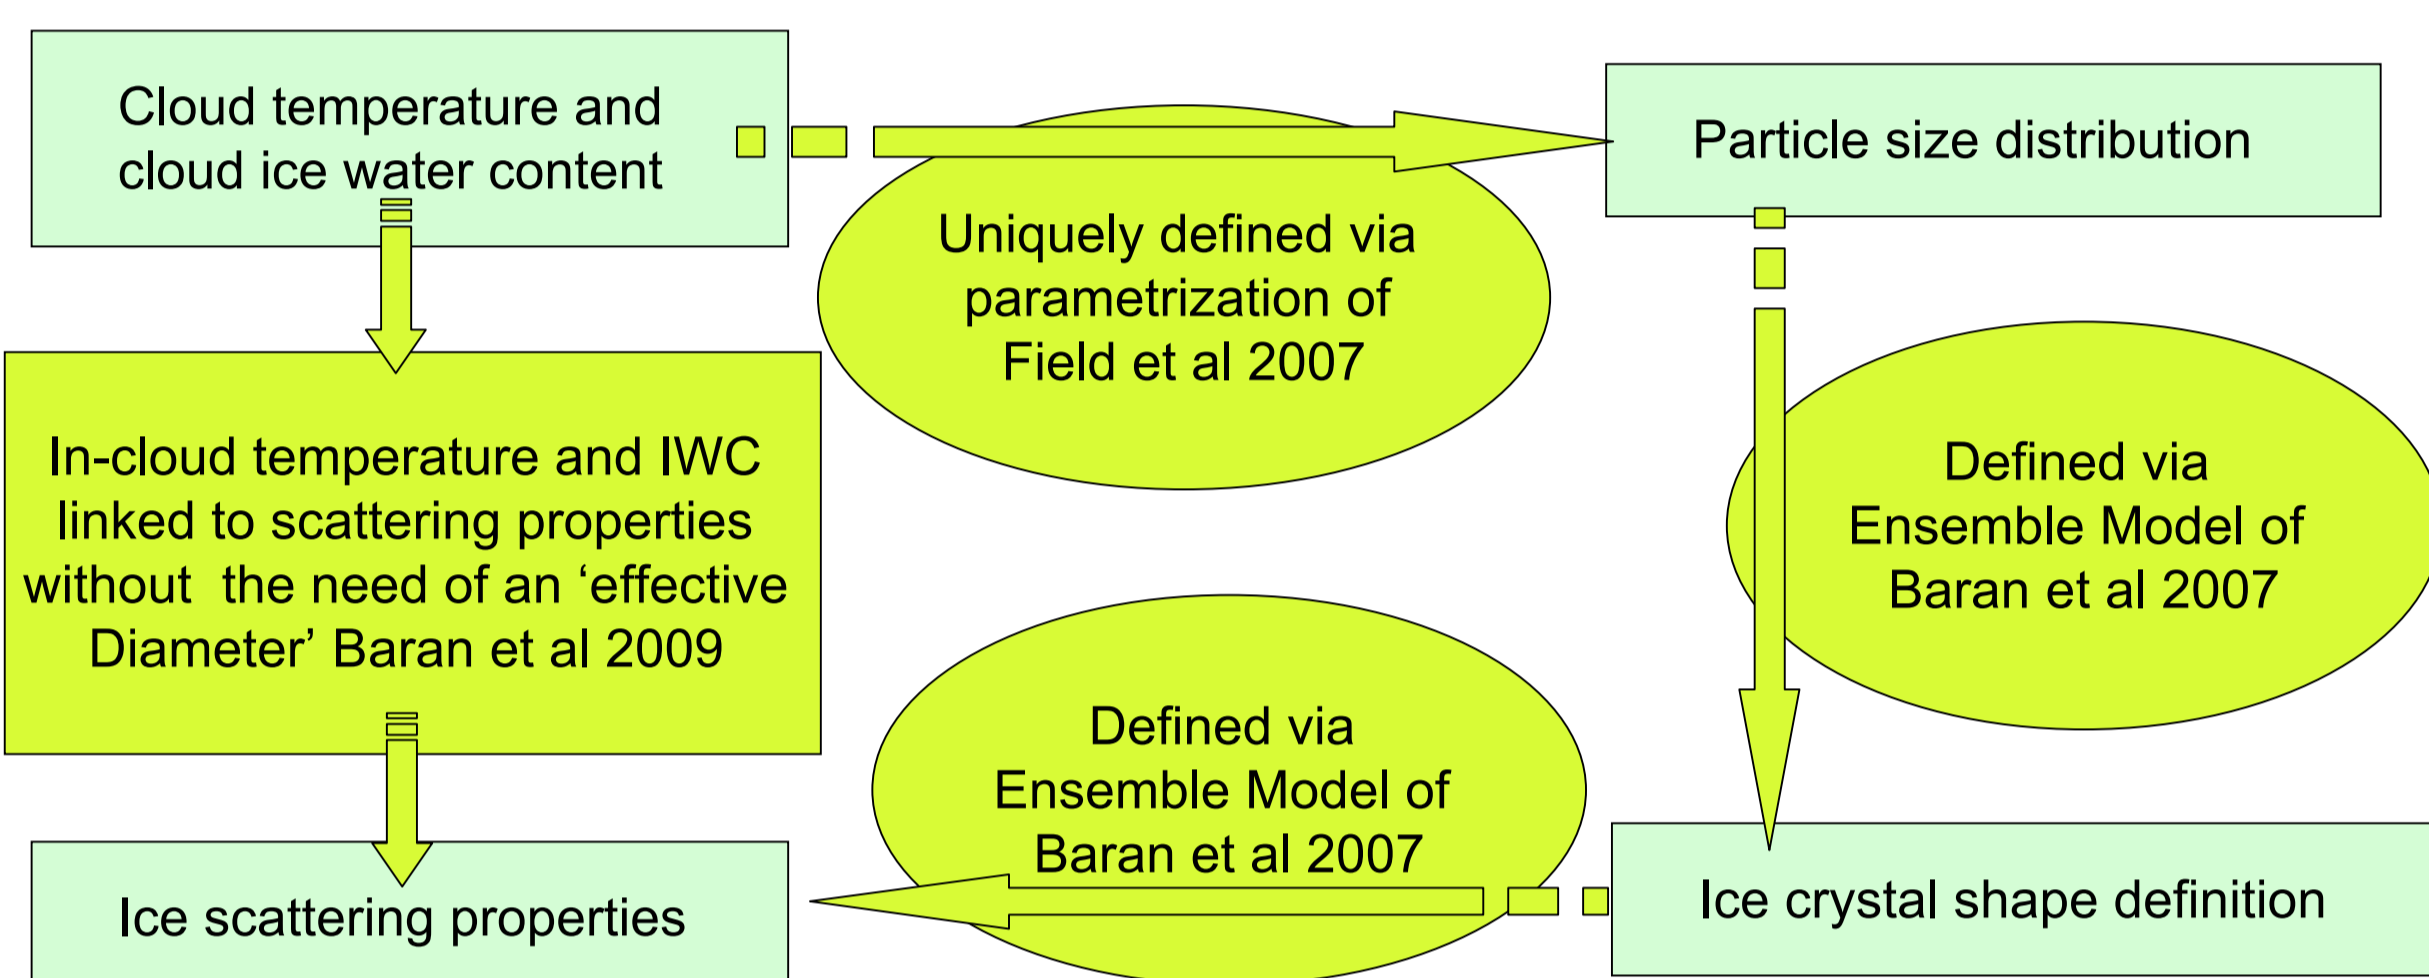 Cloud temperature and
cloud ice water content
Uniquely defined via
parametrization of
Field et al 2007
Particle size distribution
In-cloud temperature and IWC
linked to scattering properties
without the need of an ‘effective
Diameter’ Baran et al 2009
Defined via
Ensemble Model of
Baran et al 2007
Defined via
Ensemble Model of
Baran et al 2007
Ice scattering properties
Ice crystal shape definition